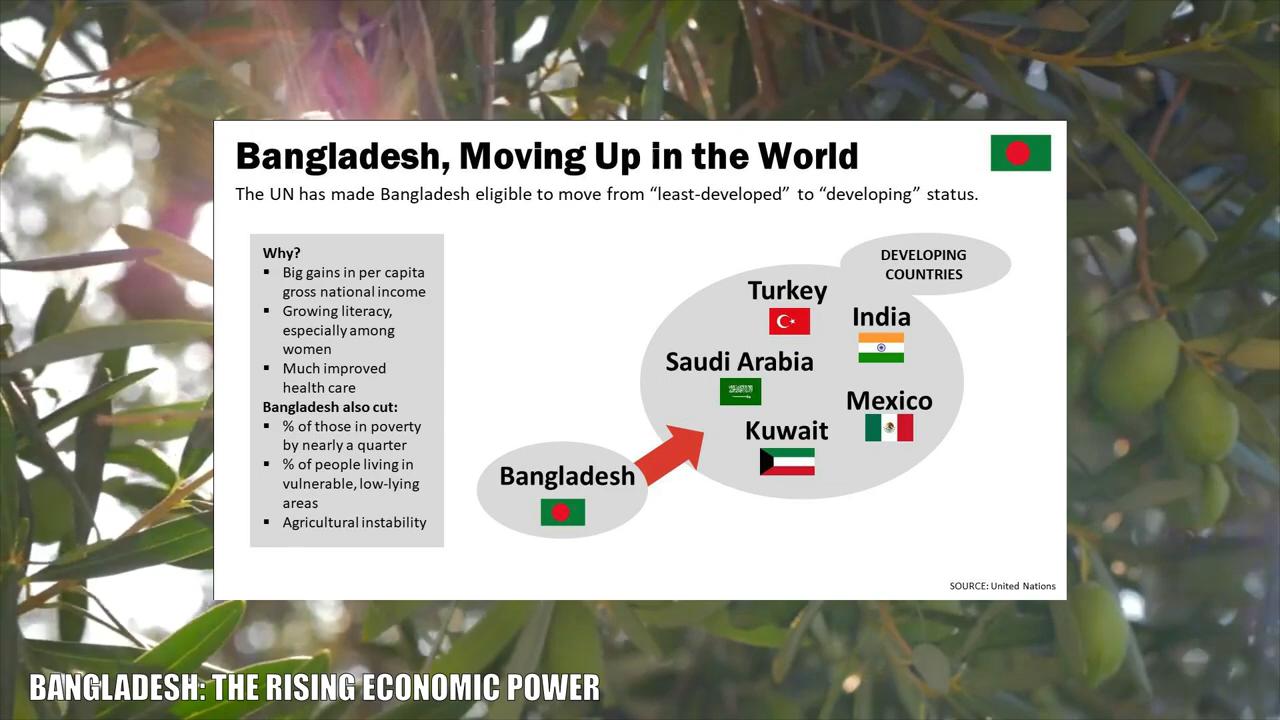 Bangladesh, Moving Up in the World
The UN has made Bangladesh eligible to move from “least-developed” to “developing” status.
Why?
▪ Big gains in per capita
gross national income
▪ Growing literacy,
especially among
women
▪ Much improved
health care
Bangladesh also cut:
▪ % of those in poverty
by nearly a quarter
▪ % of people living in
vulnerable, low-lying
areas
▪ Agricultural instability
DEVELOPING
COUNTRIES
Turkey
India
Saudi Arabia
Mexico
Kuwait
Bangladesh
SOURCE: United Nations
BANGLADESH: THE RISING ECONOMIC POWER